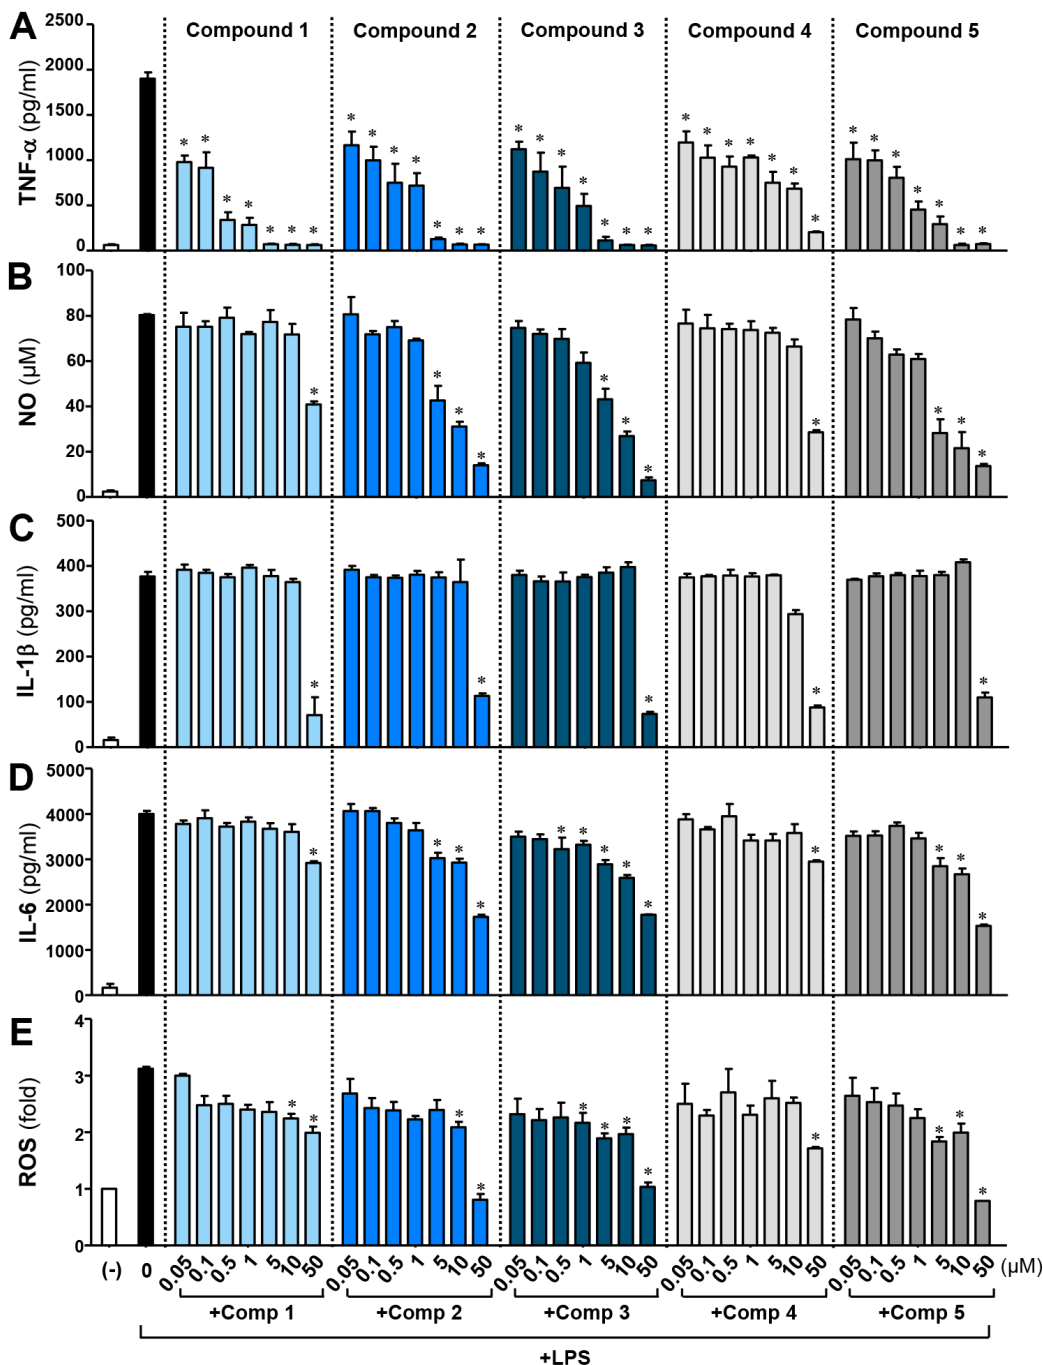 A
Compound 1 Compound 2 Compound 3 Compound 4 Compound 5
TNF-α (pg/ml)
2500
2000
1500
1000
500
0
* * * * * * *
* * * * * * *
* * * * * * *
* * * * * * *
* * * * * * *
B
NO (µM)
100
80
60
40
20
0
*
* * *
* * *
*
* * *
C
IL-1β (pg/ml)
500
400
300
200
100
0
*
*
*
*
*
D
IL-6 (pg/ml)
5000
4000
3000
2000
1000
0
*
* * *
* * * * *
*
* * *
E
ROS (fold)
4
3
2
1
0
* *
* *
* * * *
*
* * *
(-) 0 0.05 0.1 0.5 1 5 10 50 0.05 0.1 0.5 1 5 10 50 0.05 0.1 0.5 1 5 10 50 0.05 0.1 0.5 1 5 10 50 0.05 0.1 0.5 1 5 10 50 (µM)
+Comp 1 +Comp 2 +Comp 3 +Comp 4 +Comp 5
+LPS